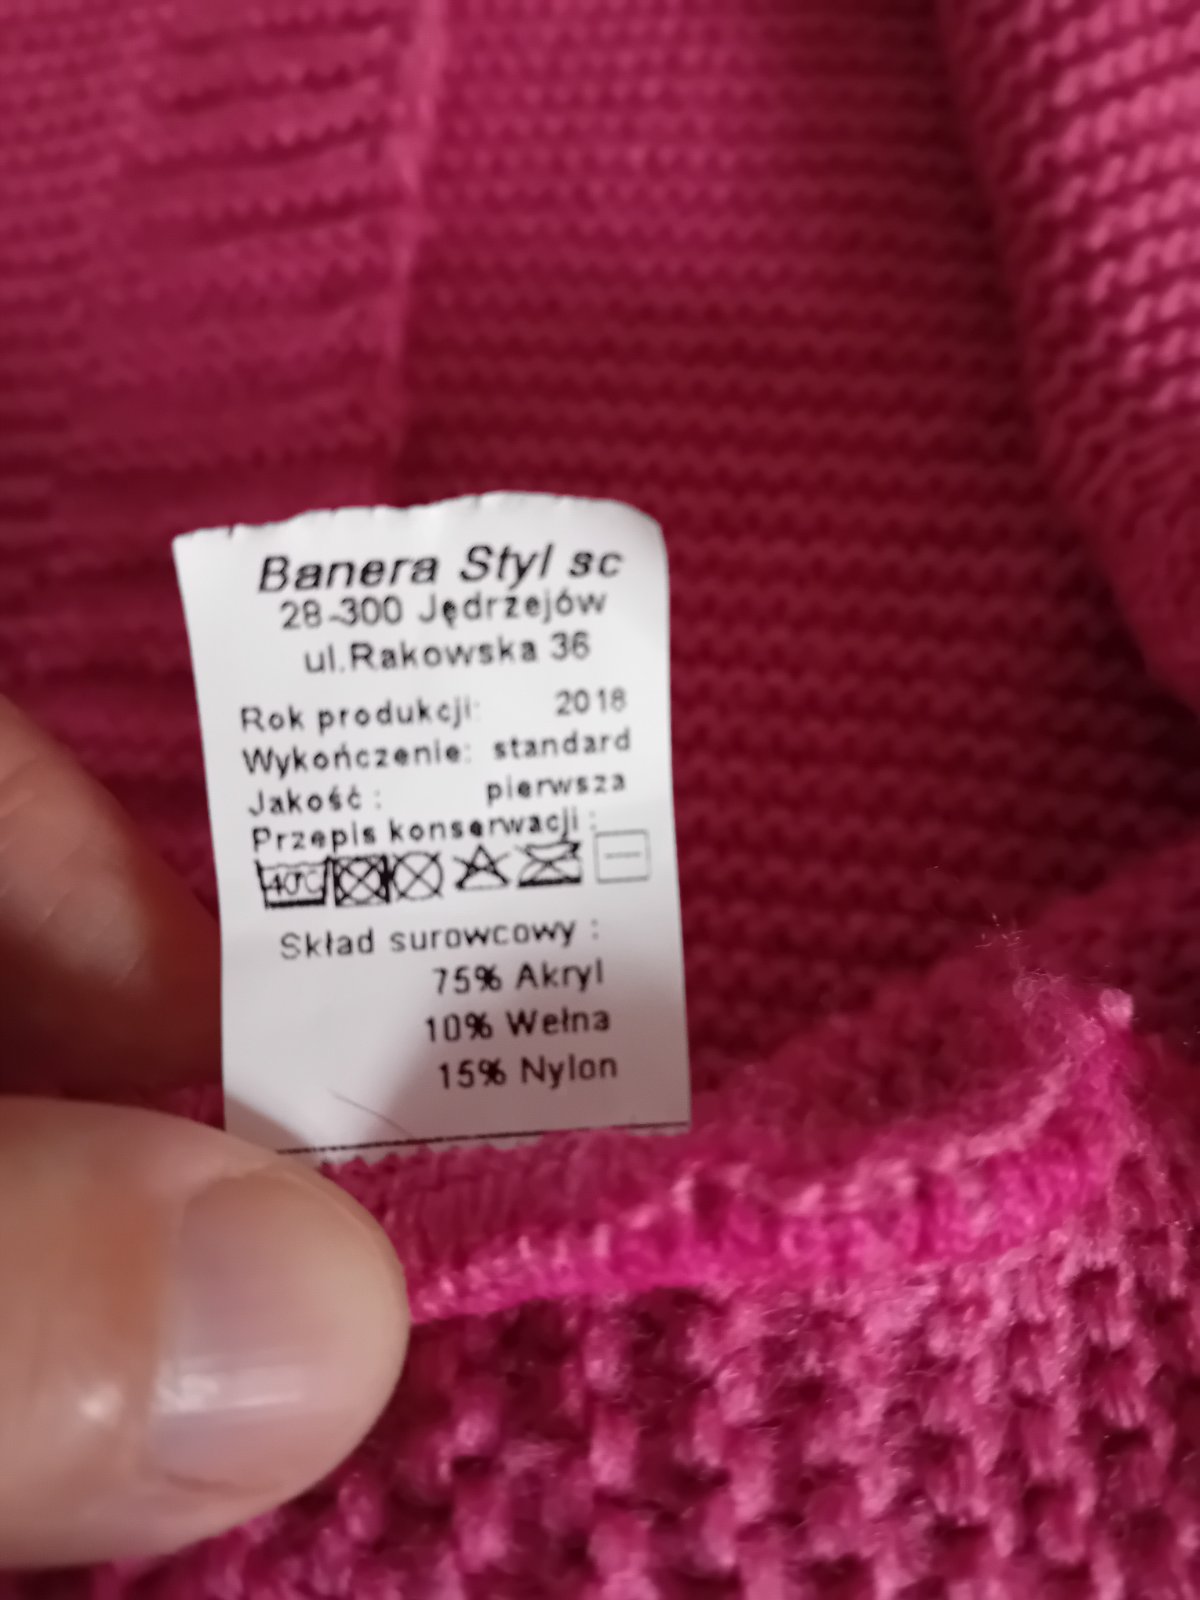 Banera Styl sc
28-300 Jędrzejów
ul.Rakowska 36
Rok produkcji: 2018
Wykończenie: standard
Jakość : pierwsza
Przepis konserwacji :
Skład surowcowy :
75% Akryl
10% Wełna
15% Nylon